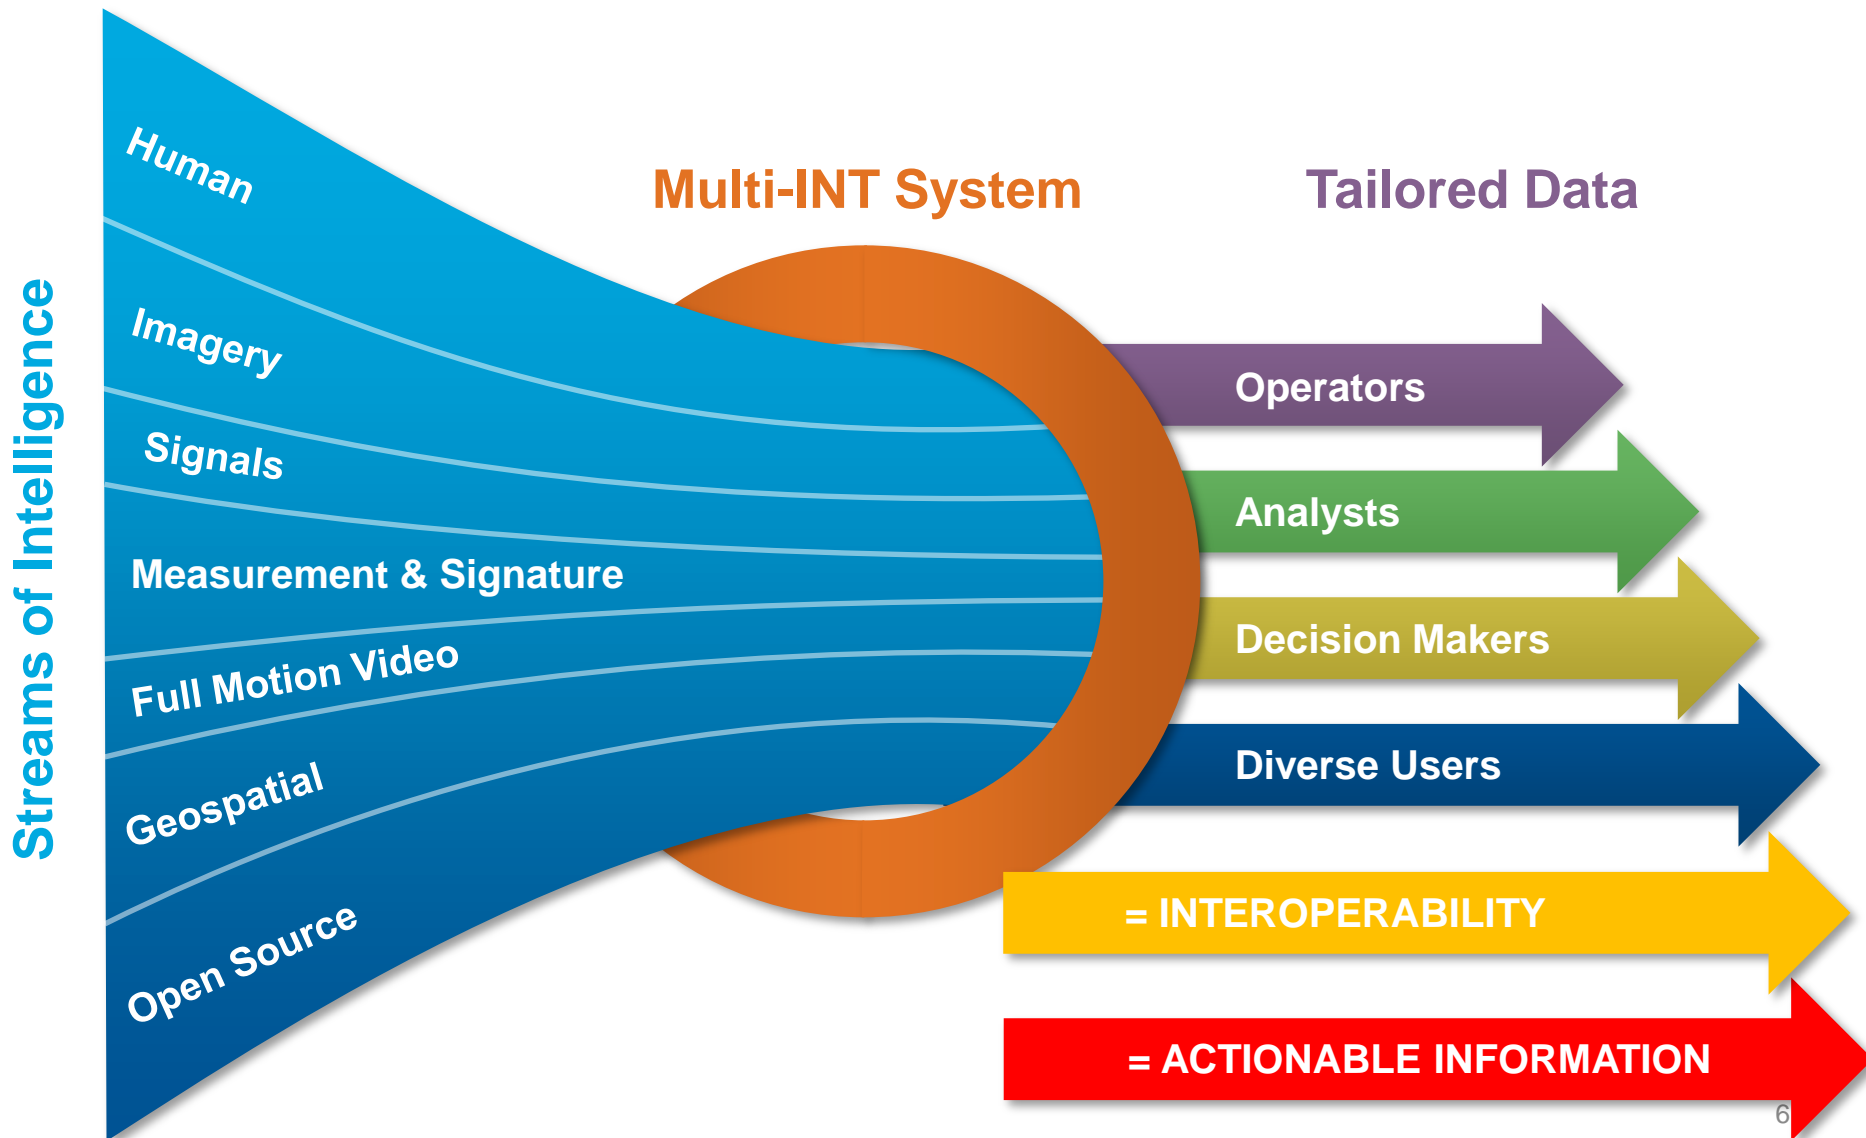 Streams of Intelligence
Human
Imagery
Signals
Measurement & Signature
Full Motion Video
Geospatial
Open Source
Multi-INT System
Tailored Data
Operators
Analysts
Decision Makers
Diverse Users
= INTEROPERABILITY
= ACTIONABLE INFORMATION
6